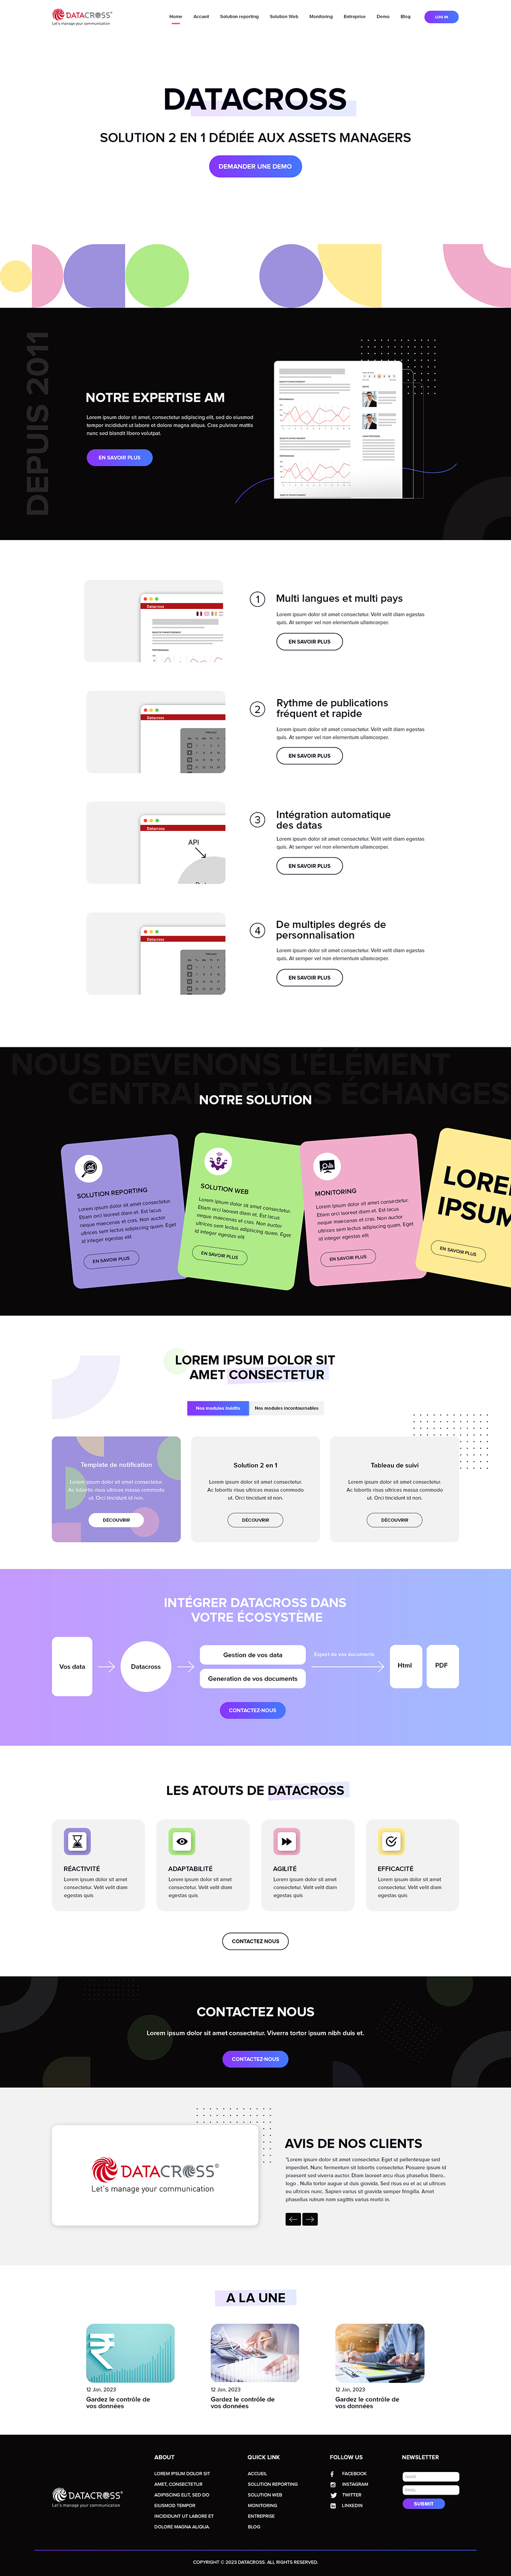 DATACROSS®
Let's manage your communication
Home Accueil Solution reporting Solution Web Monitoring Entreprise Demo Blog LOG IN
DATACROSS
SOLUTION 2 EN 1 DÉDIÉE AUX ASSETS MANAGERS
DEMANDER UNE DEMO
DEPUIS 2011
NOTRE EXPERTISE AM
Lorem ipsum dolor sit amet, consectetur adipiscing elit, sed do eiusmod
tempor incididunt ut labore et dolore magna aliqua. Cras pulvinar mattis
nunc sed blandit libero volutpat.
EN SAVOIR PLUS
Datacross
1
Multi langues et multi pays
Lorem ipsum dolor sit amet consectetur. Velit velit diam egestas
quis. At semper vel non elementum ullamcorper.
EN SAVOIR PLUS
Datacross
2
Rythme de publications
fréquent et rapide
Lorem ipsum dolor sit amet consectetur. Velit velit diam egestas
quis. At semper vel non elementum ullamcorper.
EN SAVOIR PLUS
Datacross
API
3
Intégration automatique
des datas
Lorem ipsum dolor sit amet consectetur. Velit velit diam egestas
quis. At semper vel non elementum ullamcorper.
EN SAVOIR PLUS
Datacross
4
De multiples degrés de
personnalisation
Lorem ipsum dolor sit amet consectetur. Velit velit diam egestas
quis. At semper vel non elementum ullamcorper.
EN SAVOIR PLUS
NOUS DEVENONS L'ÉLÉMENT
CENTRAL DE VOS ÉCHANGES
NOTRE SOLUTION
SOLUTION REPORTING
Lorem ipsum dolor sit amet consectetur.
Etiam orci laoreet diam et. Est lacus
neque maecenas et cras. Non auctor
ultrices sem lectus adipiscing quam. Eget
id integer egestas elit
EN SAVOIR PLUS
SOLUTION WEB
Lorem ipsum dolor sit amet consectetur.
Etiam orci laoreet diam et. Est lacus
neque maecenas et cras. Non auctor
ultrices sem lectus adipiscing quam. Eget
id integer egestas elit
EN SAVOIR PLUS
MONITORING
Lorem ipsum dolor sit amet consectetur.
Etiam orci laoreet diam et. Est lacus
neque maecenas et cras. Non auctor
ultrices sem lectus adipiscing quam. Eget
id integer egestas elit
EN SAVOIR PLUS
LOREM
IPSUM
EN SAVOIR PLUS
LOREM IPSUM DOLOR SIT
AMET CONSECTETUR
Nos modules inédits Nos modules incontournables
Template de notification
Lorem ipsum dolor sit amet consectetur.
Ac lobortis risus ultrices massa commodo
ut. Orci tincidunt id non.
DÉCOUVRIR
Solution 2 en 1
Lorem ipsum dolor sit amet consectetur.
Ac lobortis risus ultrices massa commodo
ut. Orci tincidunt id non.
DÉCOUVRIR
Tableau de suivi
Lorem ipsum dolor sit amet consectetur.
Ac lobortis risus ultrices massa commodo
ut. Orci tincidunt id non.
DÉCOUVRIR
INTÉGRER DATACROSS DANS
VOTRE ÉCOSYSTÈME
Vos data
Datacross
Gestion de vos data
Generation de vos documents
Export de vos documents
Html
PDF
CONTACTEZ-NOUS
LES ATOUTS DE DATACROSS
RÉACTIVITÉ
Lorem ipsum dolor sit amet
consectetur. Velit velit diam
egestas quis
ADAPTABILITÉ
Lorem ipsum dolor sit amet
consectetur. Velit velit diam
egestas quis
AGILITÉ
Lorem ipsum dolor sit amet
consectetur. Velit velit diam
egestas quis
EFFICACITÉ
Lorem ipsum dolor sit amet
consectetur. Velit velit diam
egestas quis
CONTACTEZ NOUS
CONTACTEZ NOUS
Lorem ipsum dolor sit amet consectetur. Viverra tortor ipsum nibh duis et.
CONTACTEZ-NOUS
DATACROSS®
Let's manage your communication
AVIS DE NOS CLIENTS
"Lorem ipsum dolor sit amet consectetur. Eget ut pellentesque sed
imperdiet. Nunc fermentum sit lobortis consectetur. Posuere ipsum id
praesent sed viverra auctor. Diam laoreet arcu risus phasellus libero..
logo . Nulla tortor augue ut duis gravida. Sed risus eu et ac ut ultrices
eu ultrices nunc. Sapien varius sit gravida semper fringilla. Amet
phasellus rutrum nam sagittis varius morbi in.
A LA UNE
12 Jan, 2023
Gardez le contrôle de
vos données
12 Jan, 2023
Gardez le contrôle de
vos données
12 Jan, 2023
Gardez le contrôle de
vos données
DATACROSS®
Let's manage your communication
ABOUT
LOREM IPSUM DOLOR SIT
AMET, CONSECTETUR
ADIPISCING ELIT, SED DO
EIUSMOD TEMPOR
INCIDIDUNT UT LABORE ET
DOLORE MAGNA ALIQUA.
QUICK LINK
ACCUEIL
SOLUTION REPORTING
SOLUTION WEB
MONITORING
ENTREPRISE
BLOG
FOLLOW US
FACEBOOK
INSTAGRAM
TWITTER
LINKEDIN
NEWSLETTER
SUBMIT
COPYRIGHT © 2023 DATACROSS. ALL RIGHTS RESERVED.